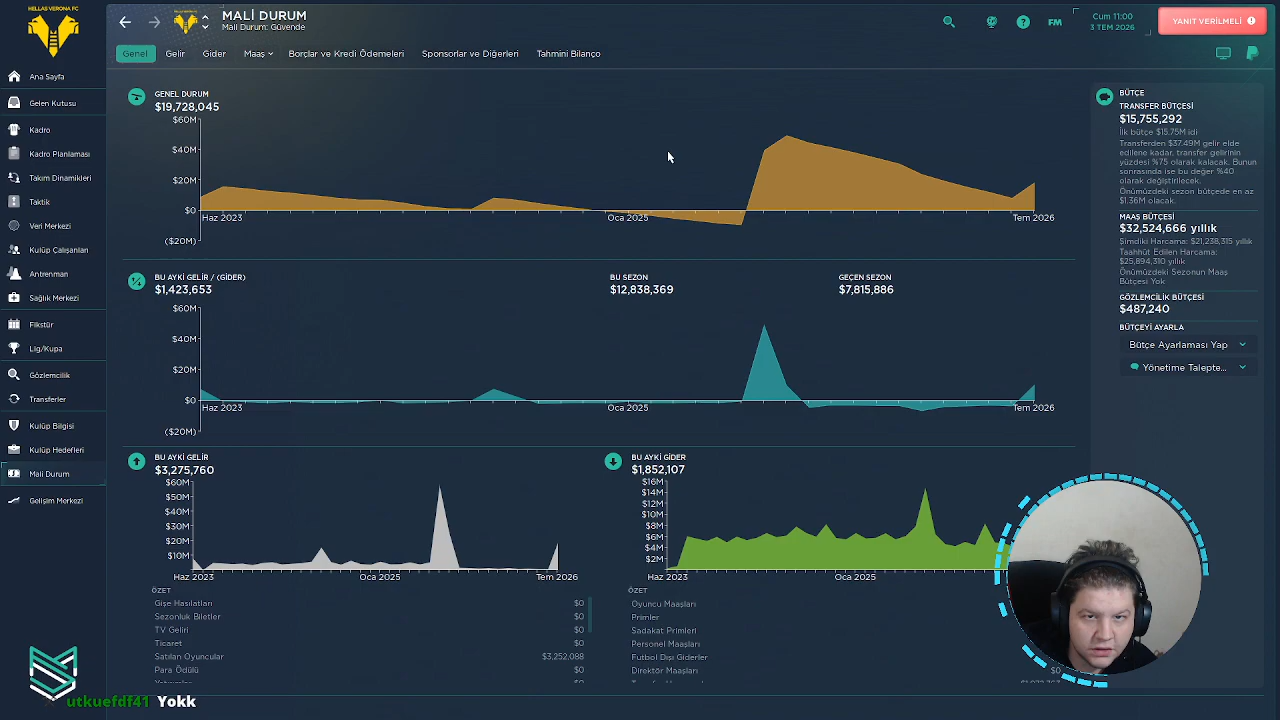 HELLAS VERONA FC
MALİ DURUM
Mali Durum: Güvende
FM
Cum 11:00
3 TEM 2026
YANIT VERİLMELİ
Genel
Gelir
Gider
Maaş
Borçlar ve Kredi Ödemeleri
Sponsorlar ve Diğerleri
Tahmini Bilanço
Ana Sayfa
Gelen Kutusu
Kadro
Kadro Planlaması
Takım Dinamikleri
Taktik
Veri Merkezi
Kulüp Çalışanları
Antrenman
Sağlık Merkezi
Fikstür
Lig/Kupa
Gözlemcilik
Transferler
Kulüp Bilgisi
Kulüp Hedefleri
Mali Durum
Gelişim Merkezi
GENEL DURUM
$19,728,045
$60M
$40M
$20M
$0
($20M)
Haz 2023
Oca 2025
Tem 2026
BU AYKİ GELİR / (GİDER)
$1,423,653
BU SEZON
$12,838,369
GEÇEN SEZON
$7,815,886
$60M
$40M
$20M
$0
($20M)
Haz 2023
Oca 2025
Tem 2026
BU AYKİ GELİR
$3,275,760
$60M
$50M
$40M
$30M
$20M
$10M
Haz 2023
Oca 2025
Tem 2026
ÖZET
Gişe Hasılatları $0
Sezonluk Biletler $0
TV Geliri $0
Ticaret $0
Satılan Oyuncular $3,252,088
Para Ödülü $0
BU AYKİ GİDER
$1,852,107
$16M
$14M
$12M
$10M
$8M
$6M
$4M
$2M
Haz 2023
Oca 2025
ÖZET
Oyuncu Maaşları
Primler
Sadakat Primleri
Personel Maaşları
Futbol Dışı Giderler
Direktör Maaşları $0
BÜTÇE
TRANSFER BÜTÇESİ
$15,755,292
İlk bütçe $15.75M idi
Transferden $37.49M gelir elde
edilene kadar, transfer gelirinin
yüzdesi %75 olarak kalacak. Bunun
sonrasında ise bu değer %40
olarak değiştirilecek.
Önümüzdeki sezon bütçede en az
$1.36M olacak.
MAAŞ BÜTÇESİ
$32,524,666 yıllık
Şimdiki Harcama: $21,238,315 yıllık
Taahhüt Edilen Harcama:
$25,894,310 yıllık
Önümüzdeki Sezonun Maaş
Bütçesi Yok
GÖZLEMCİLİK BÜTÇESİ
$487,240
BÜTÇEYİ AYARLA
Bütçe Ayarlaması Yap
Yönetime Talepte...
utkuefdf41 Yokk